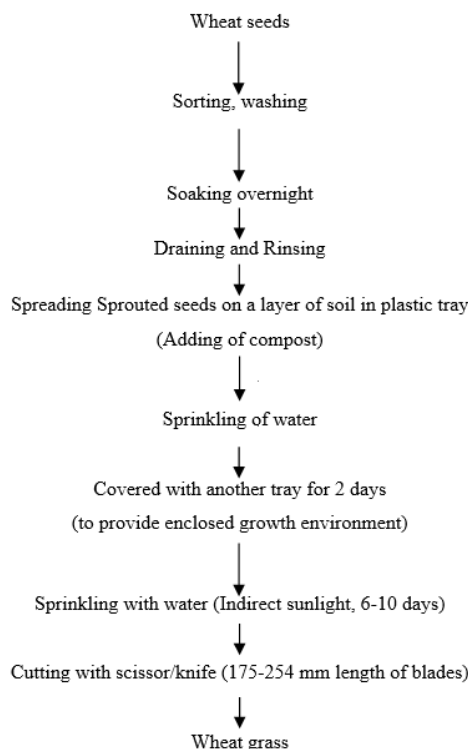 Wheat seeds
Sorting, washing
Soaking overnight
Draining and Rinsing
Spreading Sprouted seeds on a layer of soil in plastic tray
(Adding of compost)
Sprinkling of water
Covered with another tray for 2 days
(to provide enclosed growth environment)
Sprinkling with water (Indirect sunlight, 6-10 days)
Cutting with scissor/knife (175-254 mm length of blades)
Wheat grass